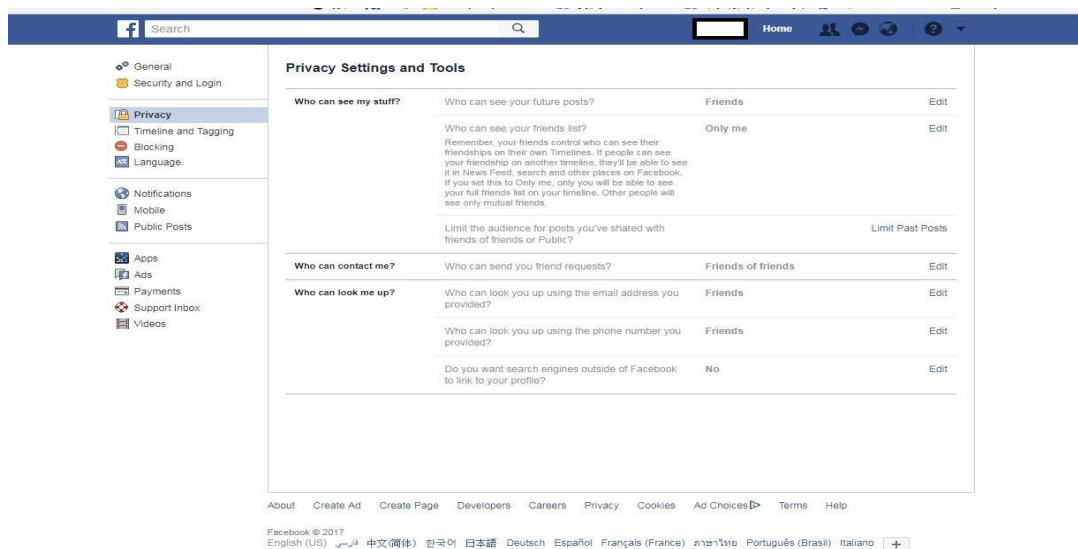 f Search Home ?
General
Security and Login
Privacy
Timeline and Tagging
Blocking
Language
Notifications
Mobile
Public Posts
Apps
Ads
Payments
Support Inbox
Videos
Privacy Settings and Tools
Who can see my stuff? Who can see your future posts? Friends Edit
Who can see your friends list? Only me Edit
Remember, your friends control who can see their
friendships on their own Timelines. If people can see
your friendship on another timeline, they'll be able to see
it in News Feed, search and other places on Facebook.
If you set this to Only me, only you will be able to see
your full friends list on your timeline. Other people will
see only mutual friends.
Limit the audience for posts you've shared with Limit Past Posts
friends of friends or Public?
Who can contact me? Who can send you friend requests? Friends of friends Edit
Who can look me up? Who can look you up using the email address you Friends Edit
provided?
Who can look you up using the phone number you Friends Edit
provided?
Do you want search engines outside of Facebook No Edit
to link to your profile?
About Create Ad Create Page Developers Careers Privacy Cookies Ad Choices Terms Help
Facebook © 2017
English (US) فارسی 中文(简体) 한국어 日本語 Deutsch Español Français (France) ภาษาไทย Português (Brasil) Italiano +